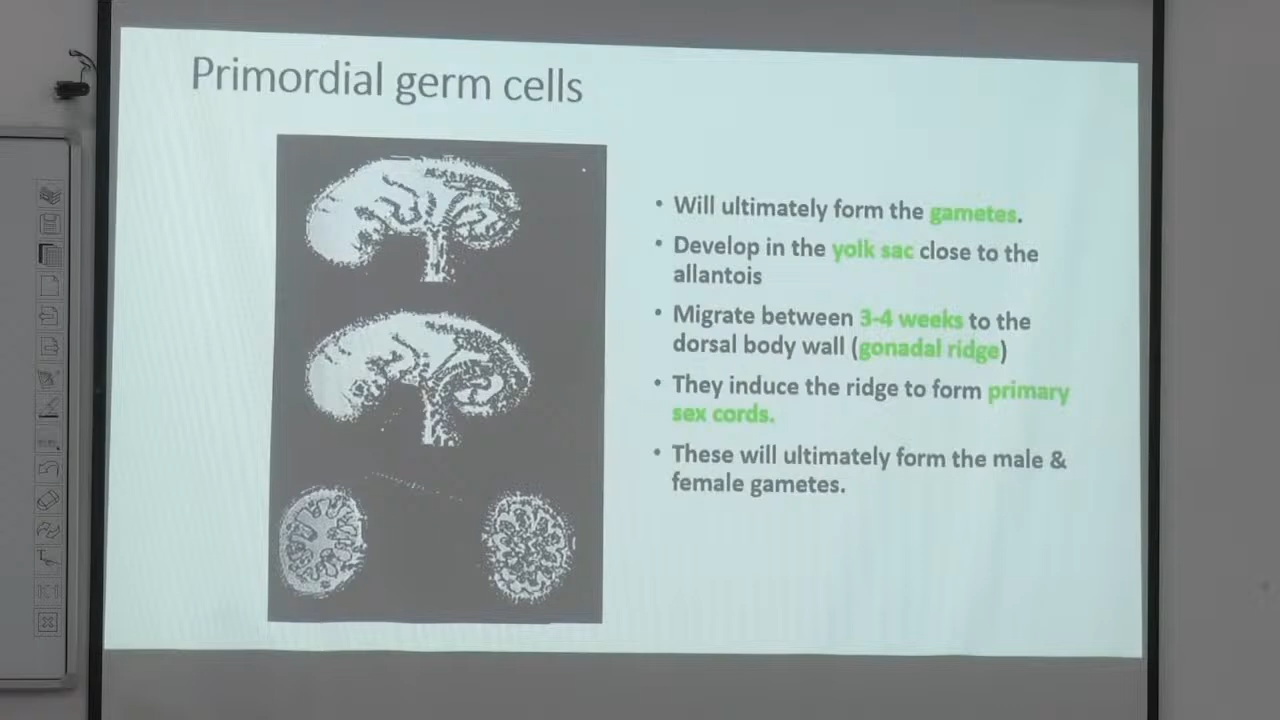 Primordial germ cells
• Will ultimately form the gametes.
• Develop in the yolk sac close to the
allantois
• Migrate between 3-4 weeks to the
dorsal body wall (gonadal ridge)
• They induce the ridge to form primary
sex cords.
• These will ultimately form the male &
female gametes.